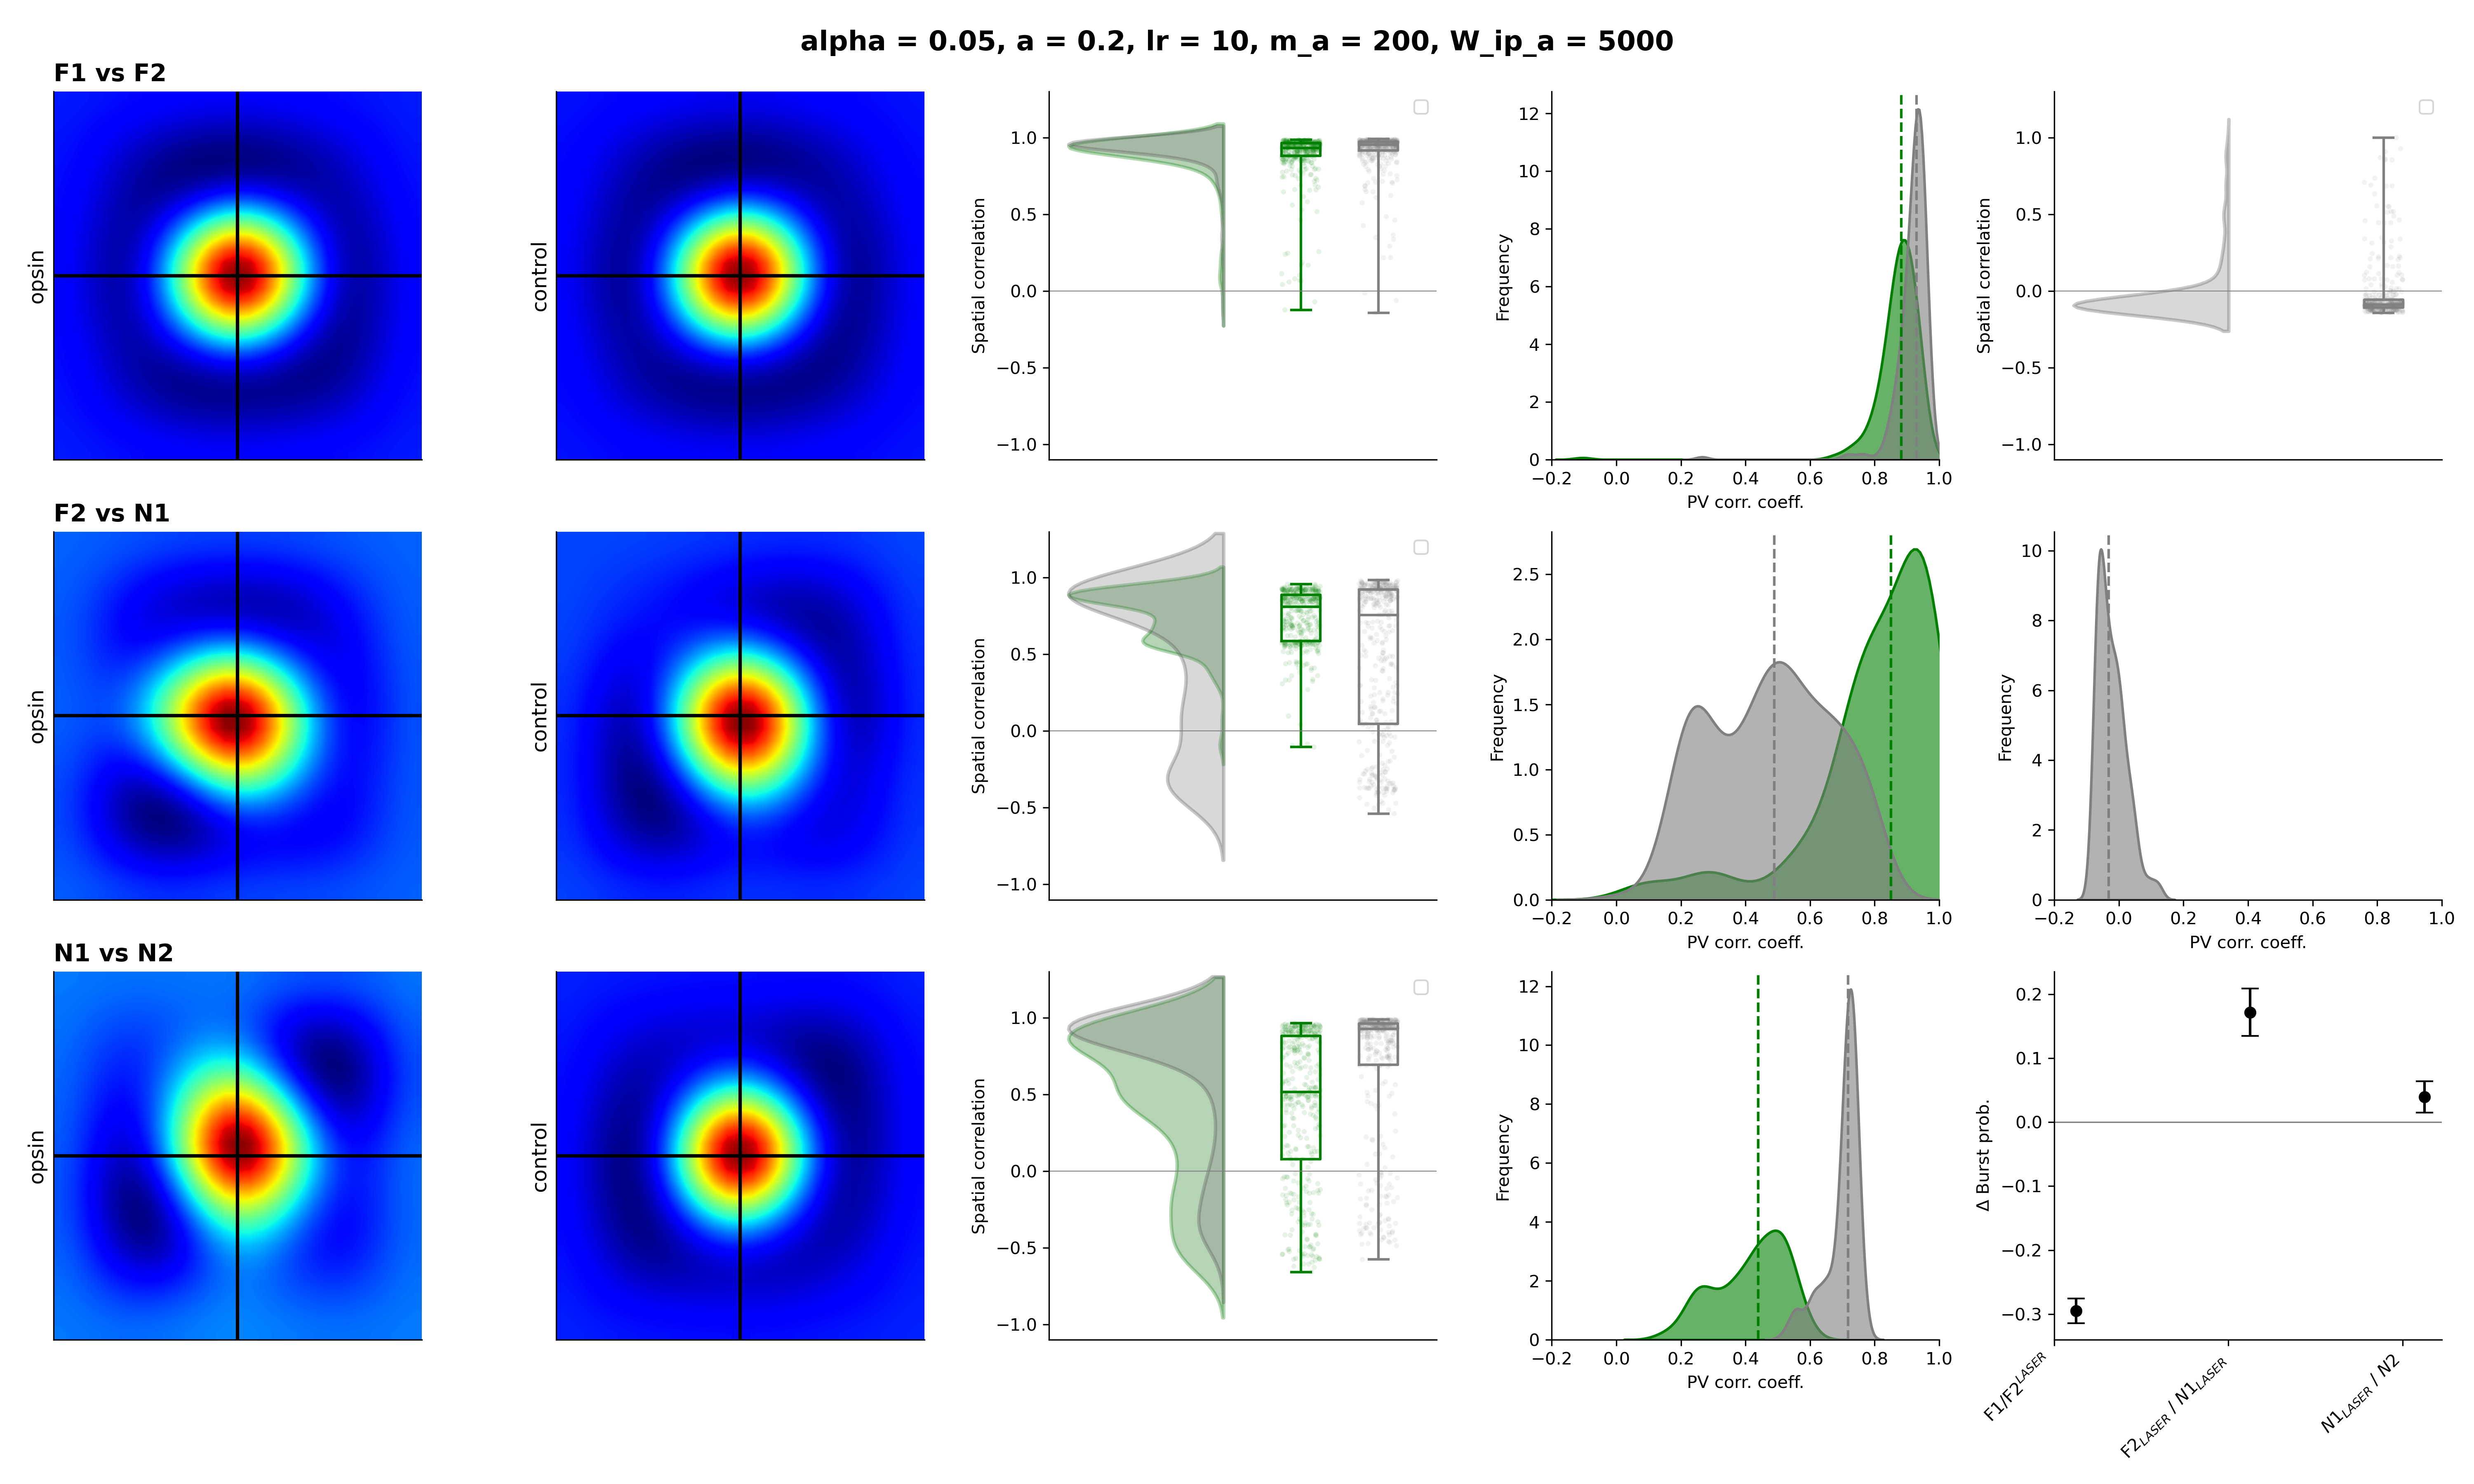 alpha = 0.05, a = 0.2, lr = 10, m_a = 200, W_ip_a = 5000
F1 vs F2
opsin
control
Spatial correlation
1.0
0.5
0.0
−0.5
−1.0
Frequency
12
10
8
6
4
2
0
−0.2 0.0 0.2 0.4 0.6 0.8 1.0
PV corr. coeff.
Spatial correlation
1.0
0.5
0.0
−0.5
−1.0
F2 vs N1
opsin
control
Spatial correlation
1.0
0.5
0.0
−0.5
−1.0
Frequency
2.5
2.0
1.5
1.0
0.5
0.0
−0.2 0.0 0.2 0.4 0.6 0.8 1.0
PV corr. coeff.
Frequency
10
8
6
4
2
0
−0.2 0.0 0.2 0.4 0.6 0.8 1.0
PV corr. coeff.
N1 vs N2
opsin
control
Spatial correlation
1.0
0.5
0.0
−0.5
−1.0
Frequency
12
10
8
6
4
2
0
−0.2 0.0 0.2 0.4 0.6 0.8 1.0
PV corr. coeff.
Δ Burst prob.
0.2
0.1
0.0
−0.1
−0.2
−0.3
F1/F2^LASER
F2_LASER / N1_LASER
N1_LASER / N2